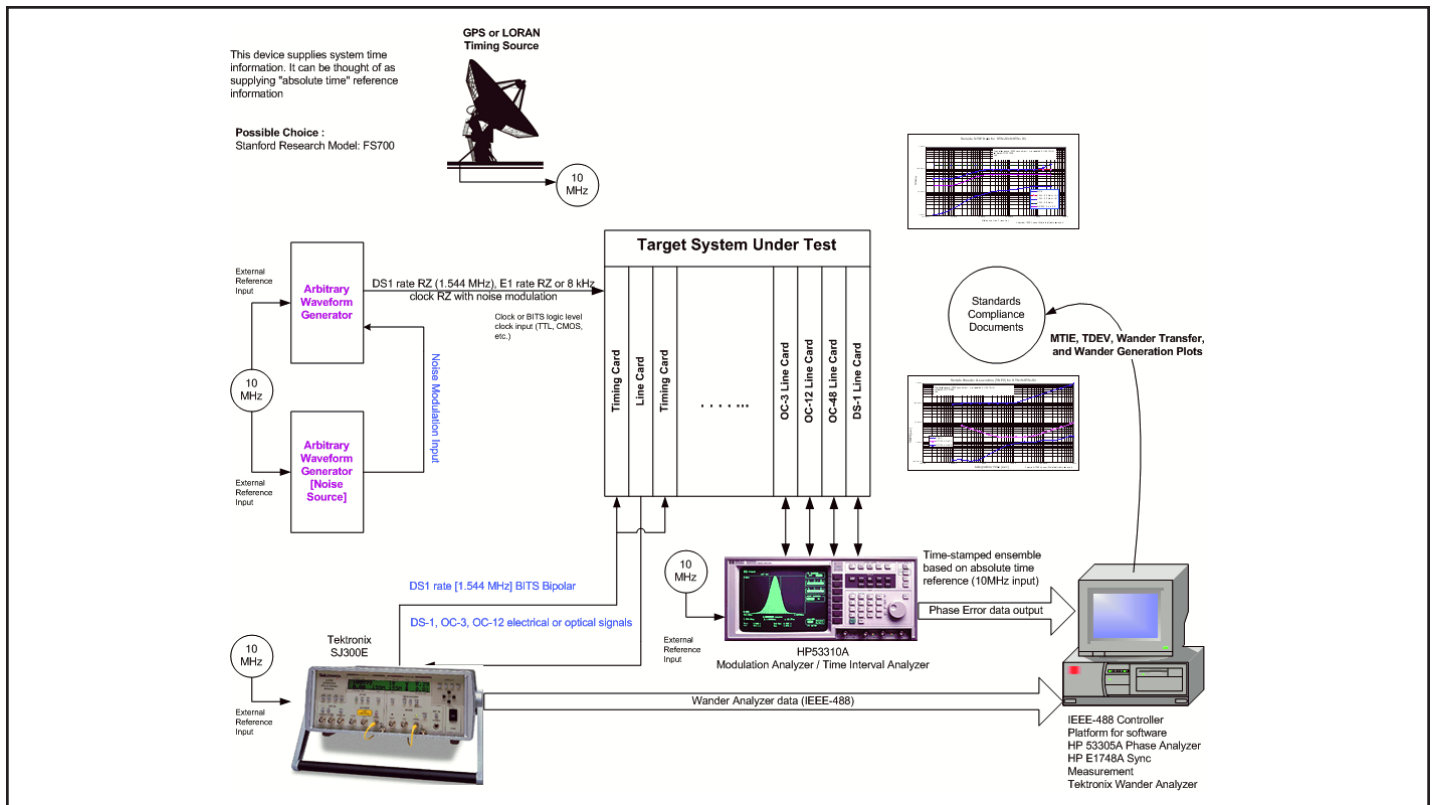 GPS or LORAN
Timing Source
This device supplies system time
information. It can be thought of as
supplying "absolute time" reference
information
Possible Choice :
Stanford Research Model: FS700
10
MHz
Target System Under Test
External
Reference
Input
Arbitrary
Waveform
Generator
DS1 rate RZ (1.544 MHz), E1 rate RZ or 8 kHz
clock RZ with noise modulation
Clock or BITS logic level
clock input (TTL, CMOS,
etc.)
Noise Modulation Input
10
MHz
Arbitrary
Waveform
Generator
[Noise
Source]
External
Reference
Input
Timing Card
Line Card
Timing Card
. . . . ...
OC-3 Line Card
OC-12 Line Card
OC-48 Line Card
DS-1 Line Card
Standards
Compliance
Documents
MTIE, TDEV, Wander Transfer,
and Wander Generation Plots
DS1 rate [1.544 MHz] BITS Bipolar
DS-1, OC-3, OC-12 electrical or optical signals
10
MHz
External
Reference
Input
HP53310A
Modulation Analyzer / Time Interval Analyzer
Time-stamped ensemble
based on absolute time
reference (10MHz input)
Phase Error data output
10
MHz
Tektronix
SJ300E
External
Reference
Input
Wander Analyzer data (IEEE-488)
IEEE-488 Controller
Platform for software
HP 53305A Phase Analyzer
HP E1748A Sync
Measurement
Tektronix Wander Analyzer